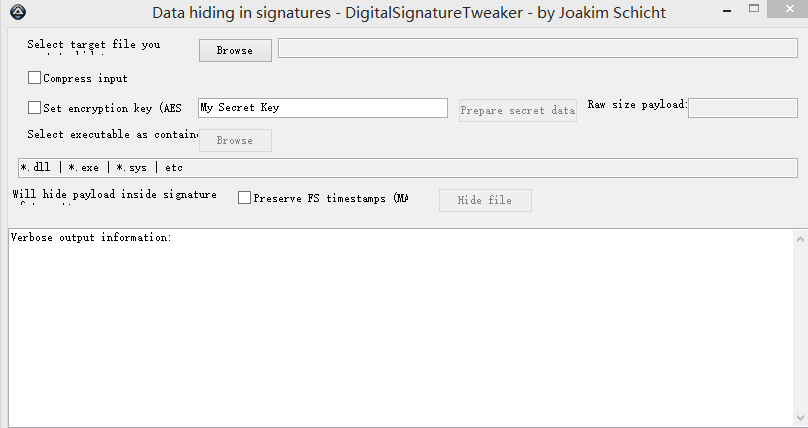 Data hiding in signatures - DigitalSignatureTweaker - by Joakim Schicht
Select target file you
Browse
Compress input
Set encryption key (AES
My Secret Key
Prepare secret data
Raw size payload:
Select executable as contain
Browse
*.dll | *.exe | *.sys | etc
Will hide payload inside signature
Preserve FS timestamps (MA
Hide file
Verbose output information: